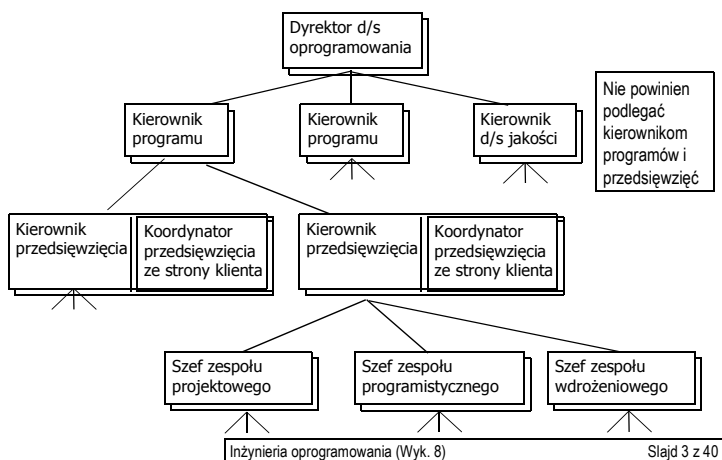 Dyrektor d/s
oprogramowania
Kierownik
programu
Kierownik
programu
Kierownik
d/s jakości
Nie powinien
podlegać
kierownikom
programów i
przedsięwzięć
Kierownik
przedsięwzięcia
Koordynator
przedsięwzięcia
ze strony klienta
Kierownik
przedsięwzięcia
Koordynator
przedsięwzięcia
ze strony klienta
Szef zespołu
projektowego
Szef zespołu
programistycznego
Szef zespołu
wdrożeniowego
Inżynieria oprogramowania (Wyk. 8) Slajd 3 z 40